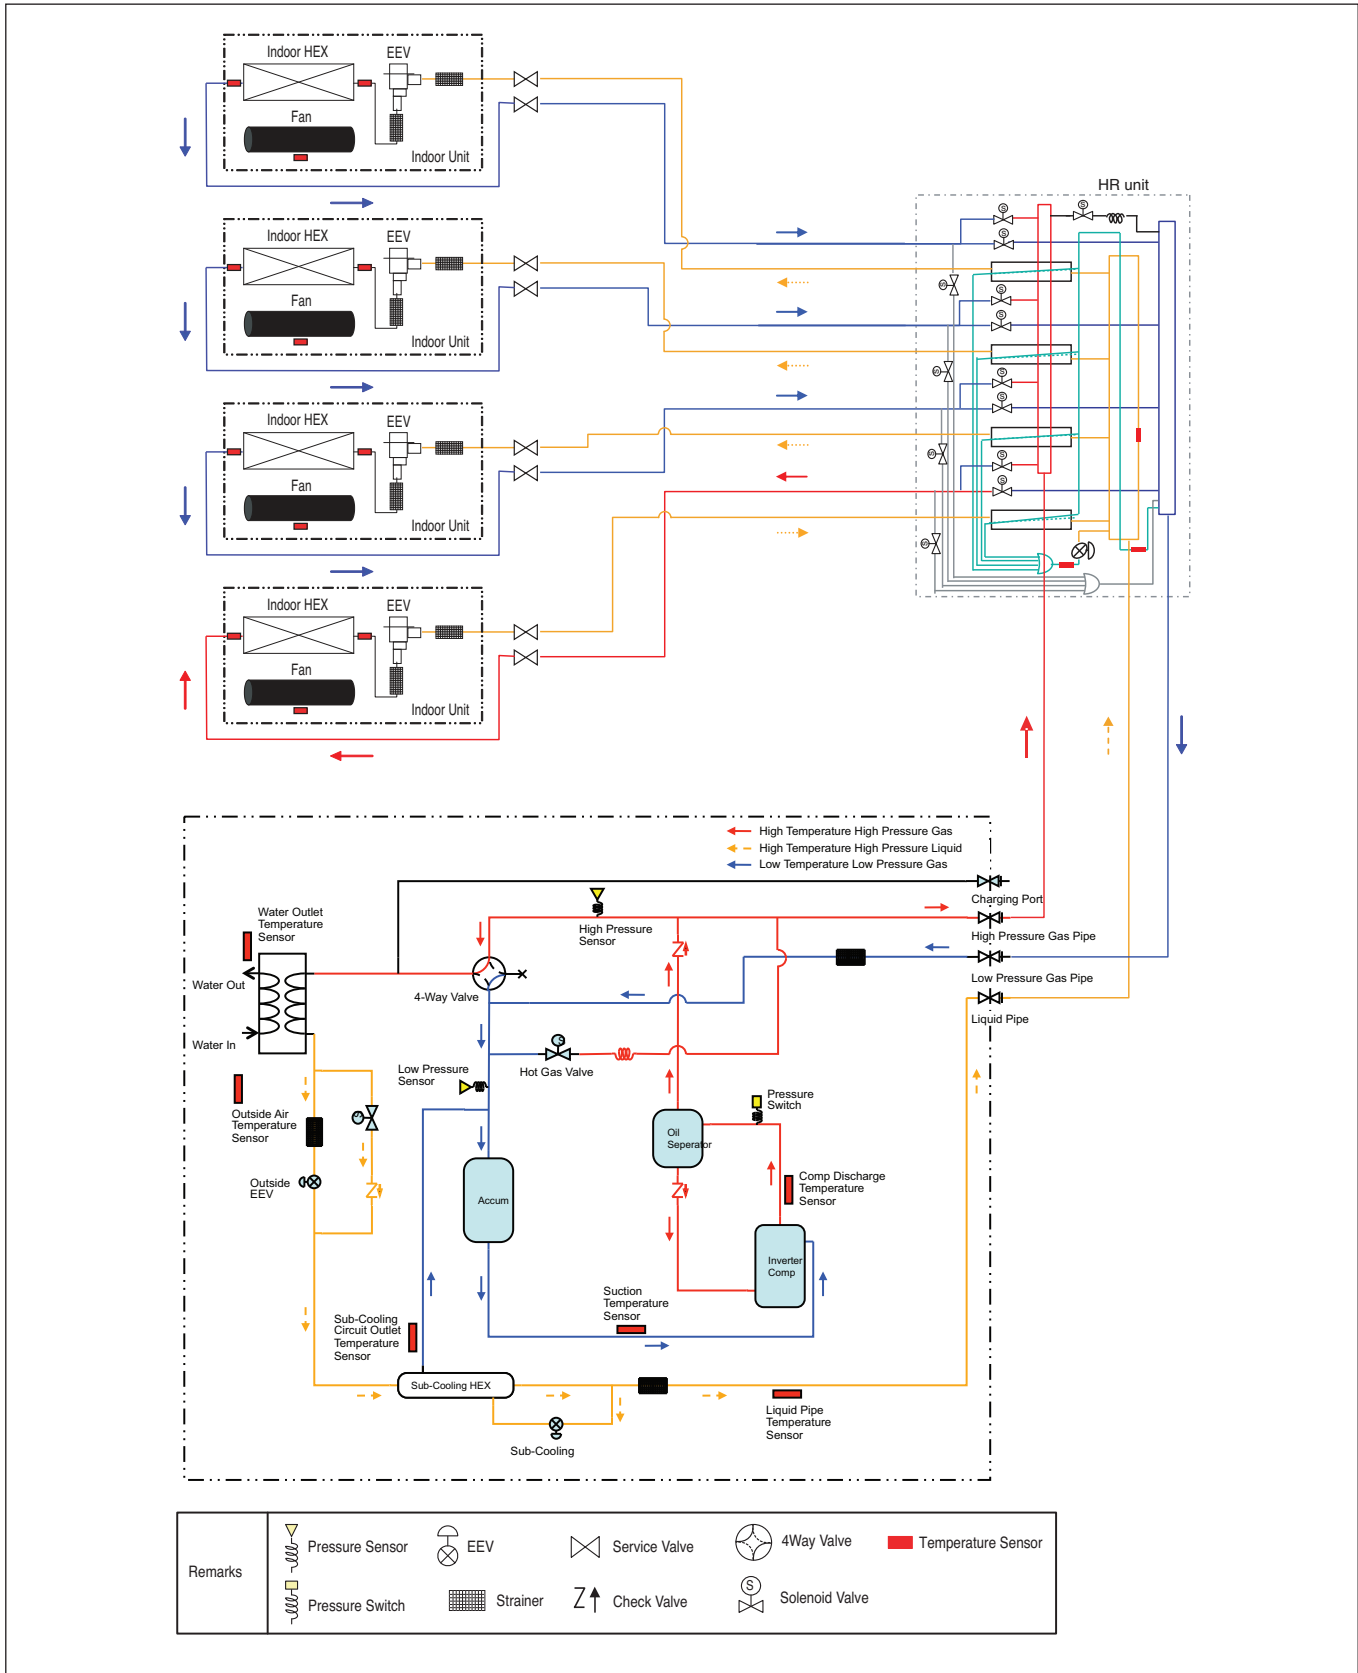 Indoor HEX
EEV
Fan
Indoor Unit
Indoor HEX
EEV
Fan
Indoor Unit
Indoor HEX
EEV
Fan
Indoor Unit
Indoor HEX
EEV
Fan
Indoor Unit
HR unit
S
S
S
S
S
S
S
S
S
S
S
S
S
High Temperature High Pressure Gas
High Temperature High Pressure Liquid
Low Temperature Low Pressure Gas
Charging Port
High Pressure Gas Pipe
Low Pressure Gas Pipe
Liquid Pipe
Water Outlet
Temperature
Sensor
Water Out
Water In
High Pressure
Sensor
4-Way Valve
S
Hot Gas Valve
Low Pressure
Sensor
Outside Air
Temperature
Sensor
S
Outside
EEV
Accum
Oil
Seperator
Pressure
Switch
Comp Discharge
Temperature
Sensor
Inverter
Comp
Suction
Temperature
Sensor
Sub-Cooling
Circuit Outlet
Temperature
Sensor
Sub-Cooling HEX
Sub-Cooling
Liquid Pipe
Temperature
Sensor
Remarks
Pressure Sensor
EEV
Service Valve
4Way Valve
Temperature Sensor
Pressure Switch
Strainer
Check Valve
S
Solenoid Valve